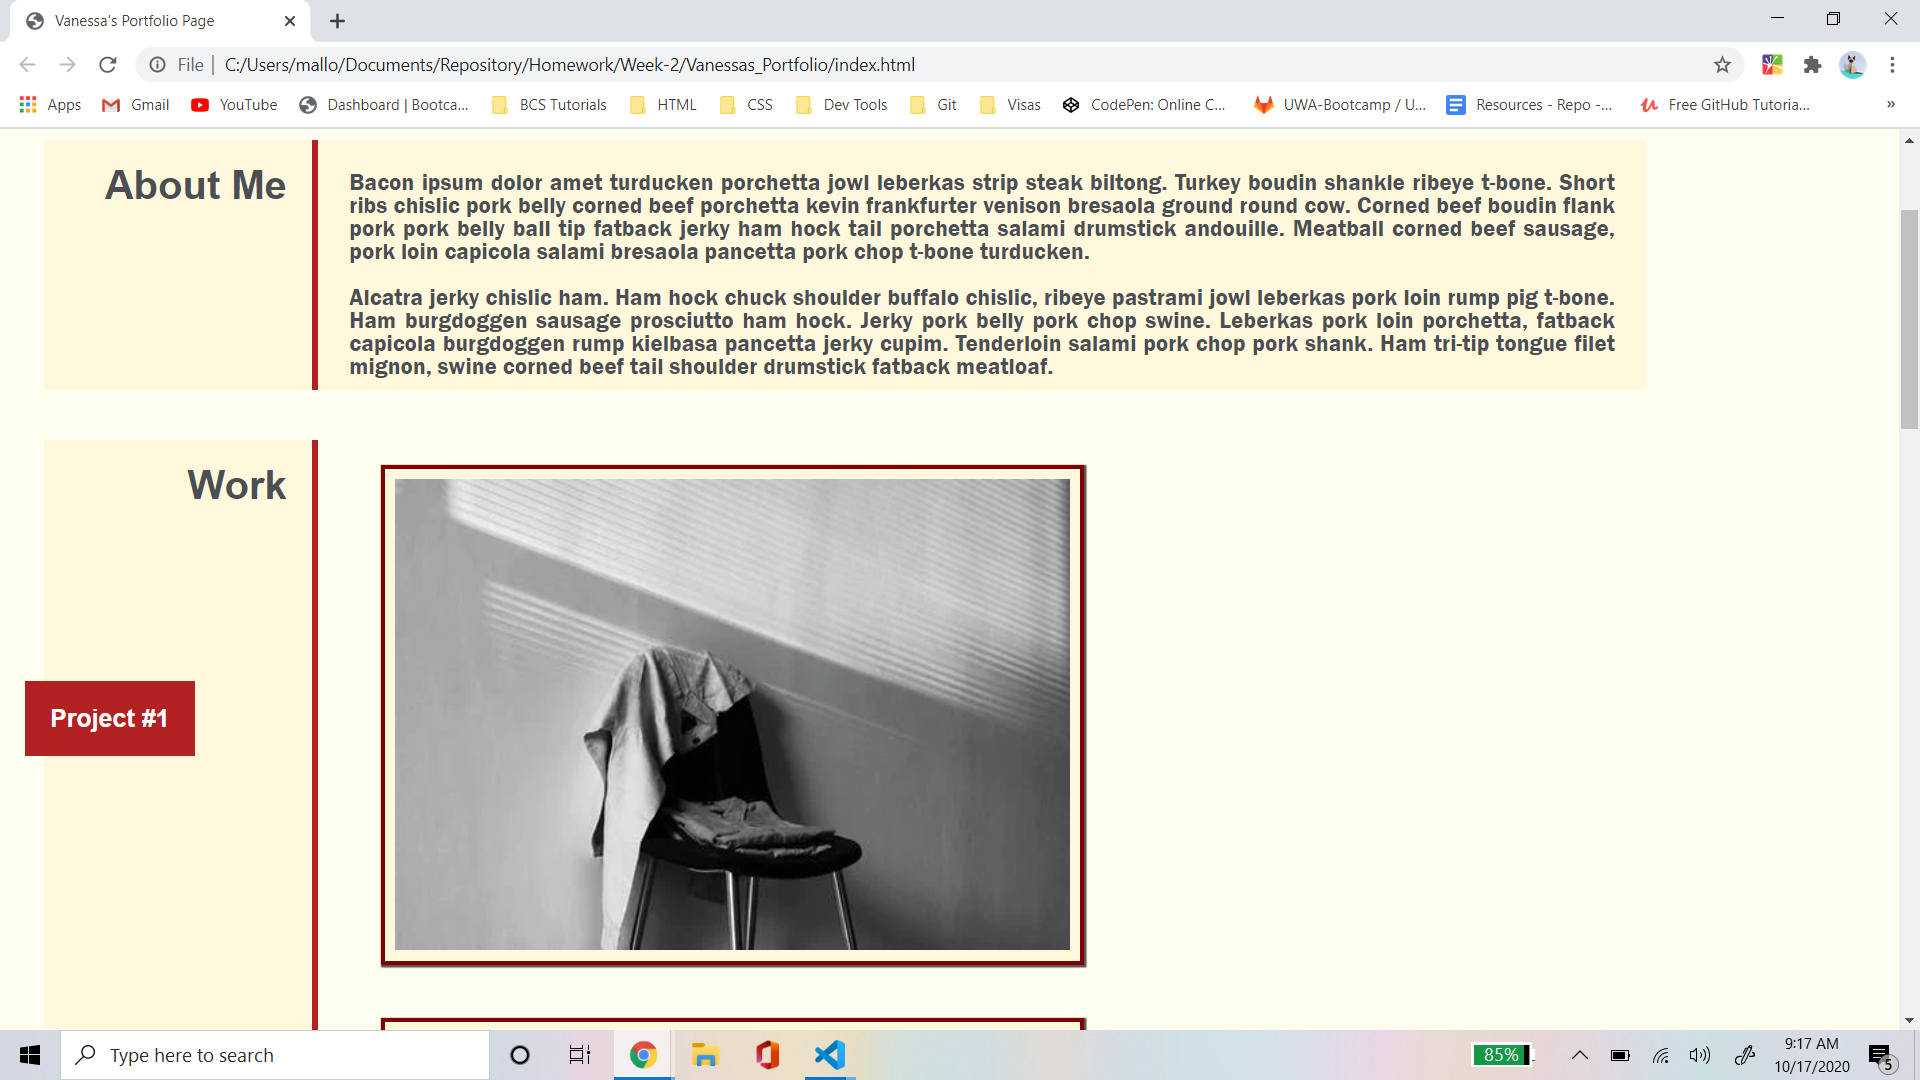 Vanessa's Portfolio Page
File | C:/Users/mallo/Documents/Repository/Homework/Week-2/Vanessas_Portfolio/index.html
Apps Gmail YouTube Dashboard | Bootca... BCS Tutorials HTML CSS Dev Tools Git Visas CodePen: Online C... UWA-Bootcamp / U... Resources - Repo -... Free GitHub Tutoria... »
About Me
Bacon ipsum dolor amet turducken porchetta jowl leberkas strip steak biltong. Turkey boudin shankle ribeye t-bone. Short
ribs chislic pork belly corned beef porchetta kevin frankfurter venison bresaola ground round cow. Corned beef boudin flank
pork pork belly ball tip fatback jerky ham hock tail porchetta salami drumstick andouille. Meatball corned beef sausage,
pork loin capicola salami bresaola pancetta pork chop t-bone turducken.
Alcatra jerky chislic ham. Ham hock chuck shoulder buffalo chislic, ribeye pastrami jowl leberkas pork loin rump pig t-bone.
Ham burgdoggen sausage prosciutto ham hock. Jerky pork belly pork chop swine. Leberkas pork loin porchetta, fatback
capicola burgdoggen rump kielbasa pancetta jerky cupim. Tenderloin salami pork chop pork shank. Ham tri-tip tongue filet
mignon, swine corned beef tail shoulder drumstick fatback meatloaf.
Work
Project #1
Type here to search
85%
9:17 AM
10/17/2020
5